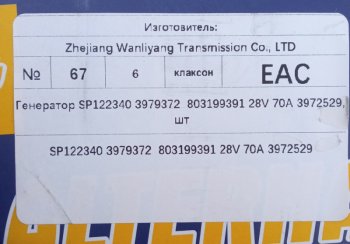 Изготовитель:
Zhejiang Wanliyang Transmission Co., LTD
№ 67 6 клаксон EAC
Генератор SP122340 3979372 803199391 28V 70A 3972529,
шт
SP122340 3979372 803199391 28V 70A 3972529